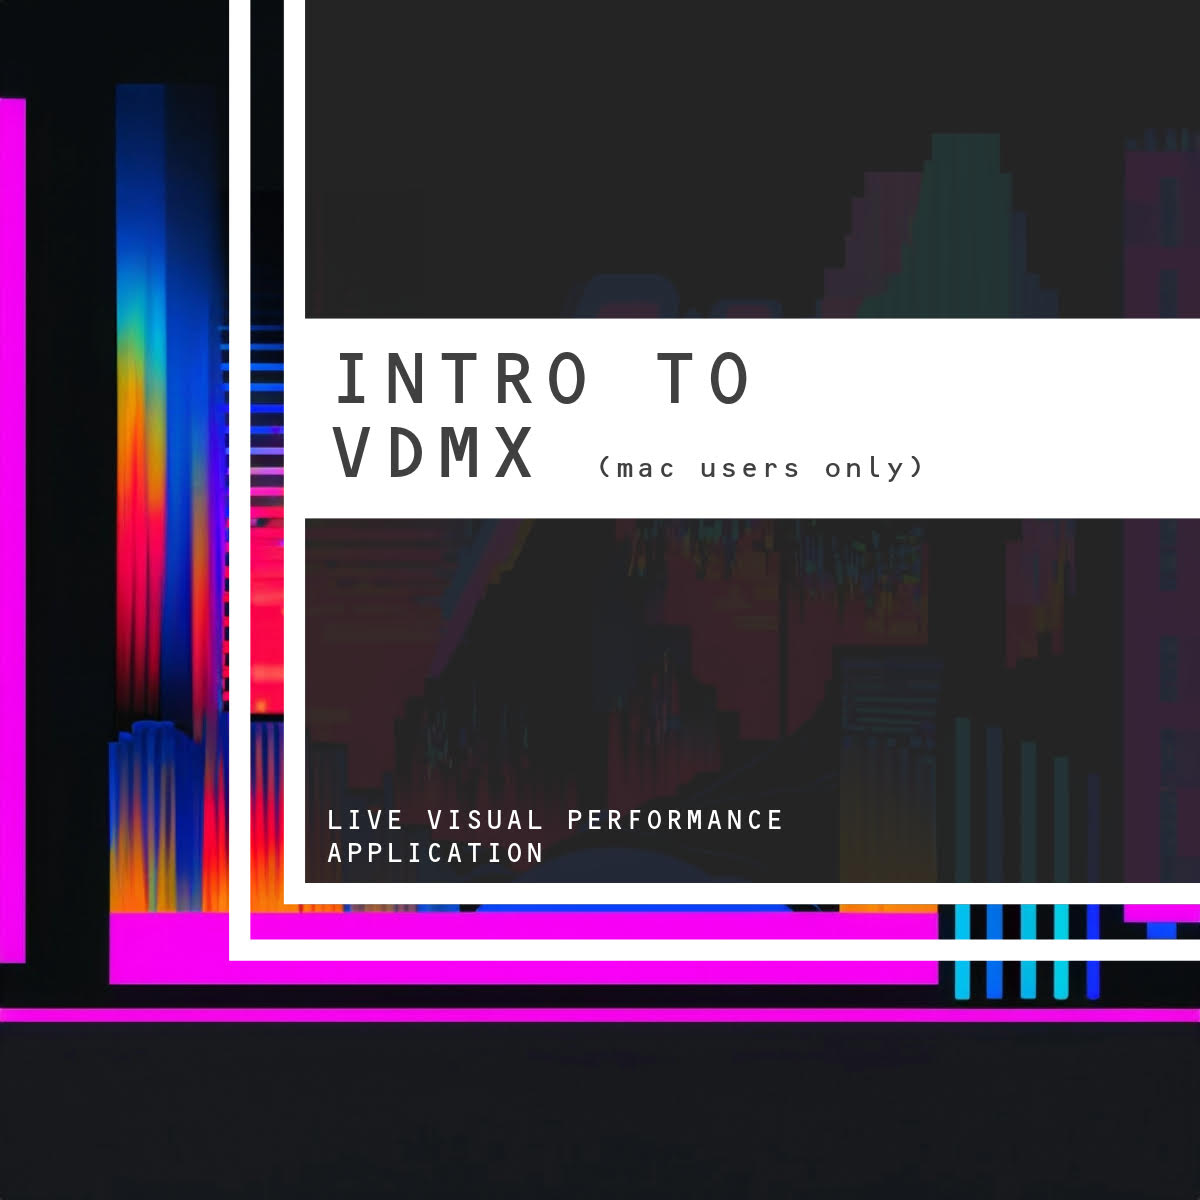 INTRO TO
VDMX (mac users only)
LIVE VISUAL PERFORMANCE
APPLICATION